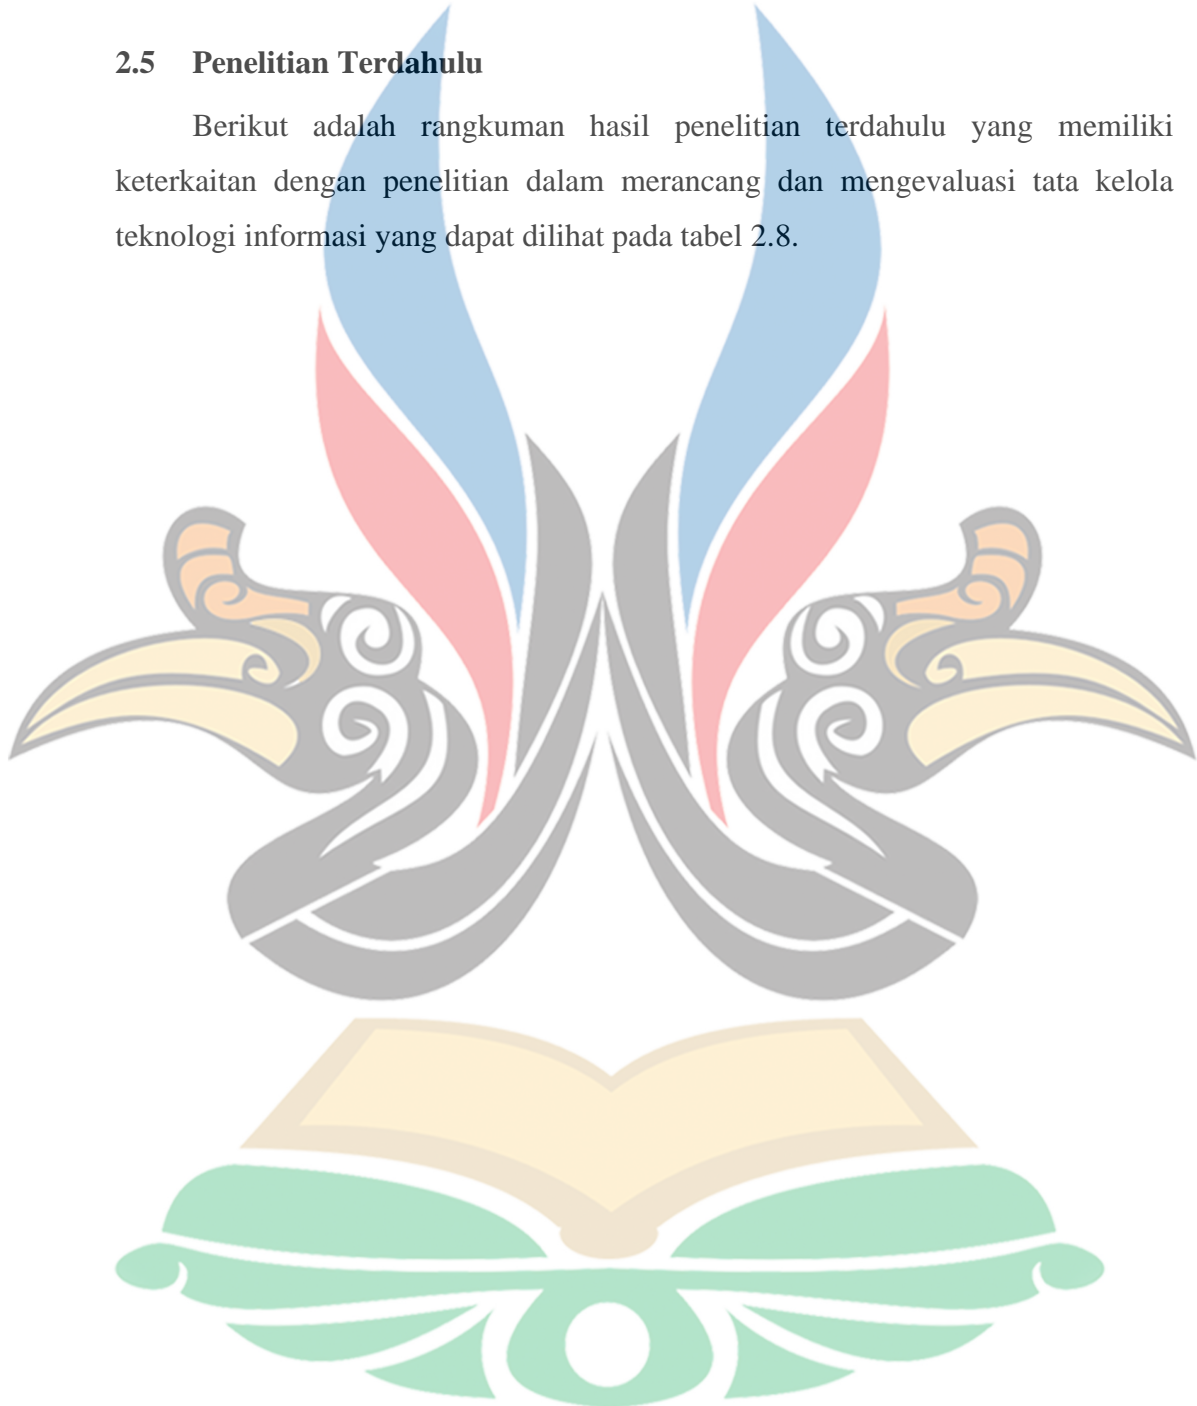 2.5 Penelitian Terdahulu
Berikut adalah rangkuman hasil penelitian terdahulu yang memiliki
keterkaitan dengan penelitian dalam merancang dan mengevaluasi tata kelola
teknologi informasi yang dapat dilihat pada tabel 2.8.